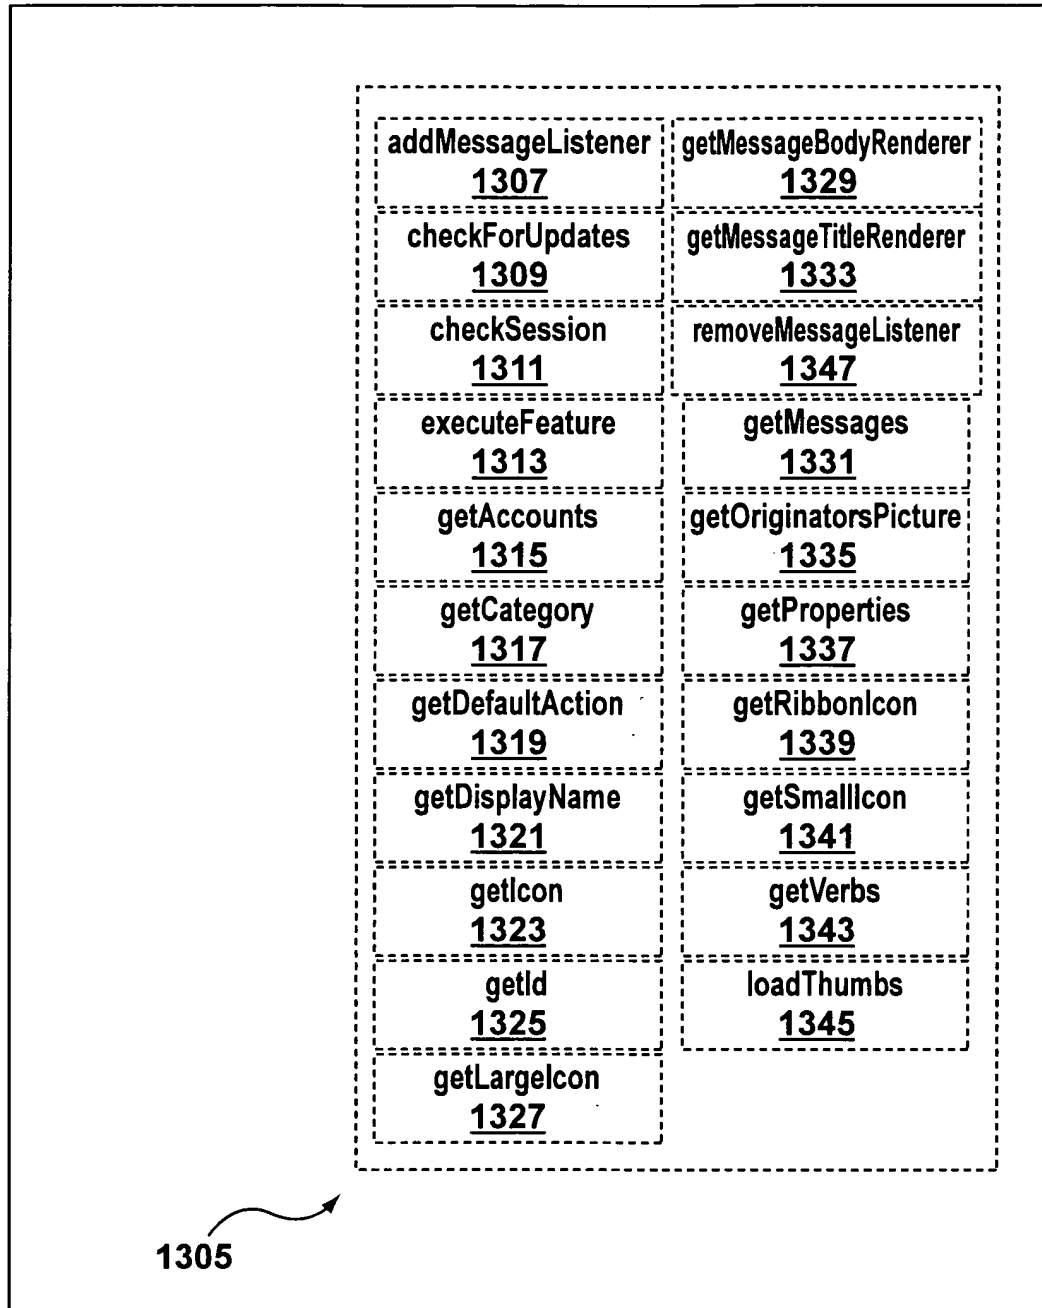 addMessageListener
1307
checkForUpdates
1309
checkSession
1311
executeFeature
1313
getAccounts
1315
getCategory
1317
getDefaultAction
1319
getDisplayName
1321
getIcon
1323
getId
1325
getLargeIcon
1327
getMessageBodyRenderer
1329
getMessageTitleRenderer
1333
removeMessageListener
1347
getMessages
1331
getOriginatorsPicture
1335
getProperties
1337
getRibbonIcon
1339
getSmallIcon
1341
getVerbs
1343
loadThumbs
1345
1305